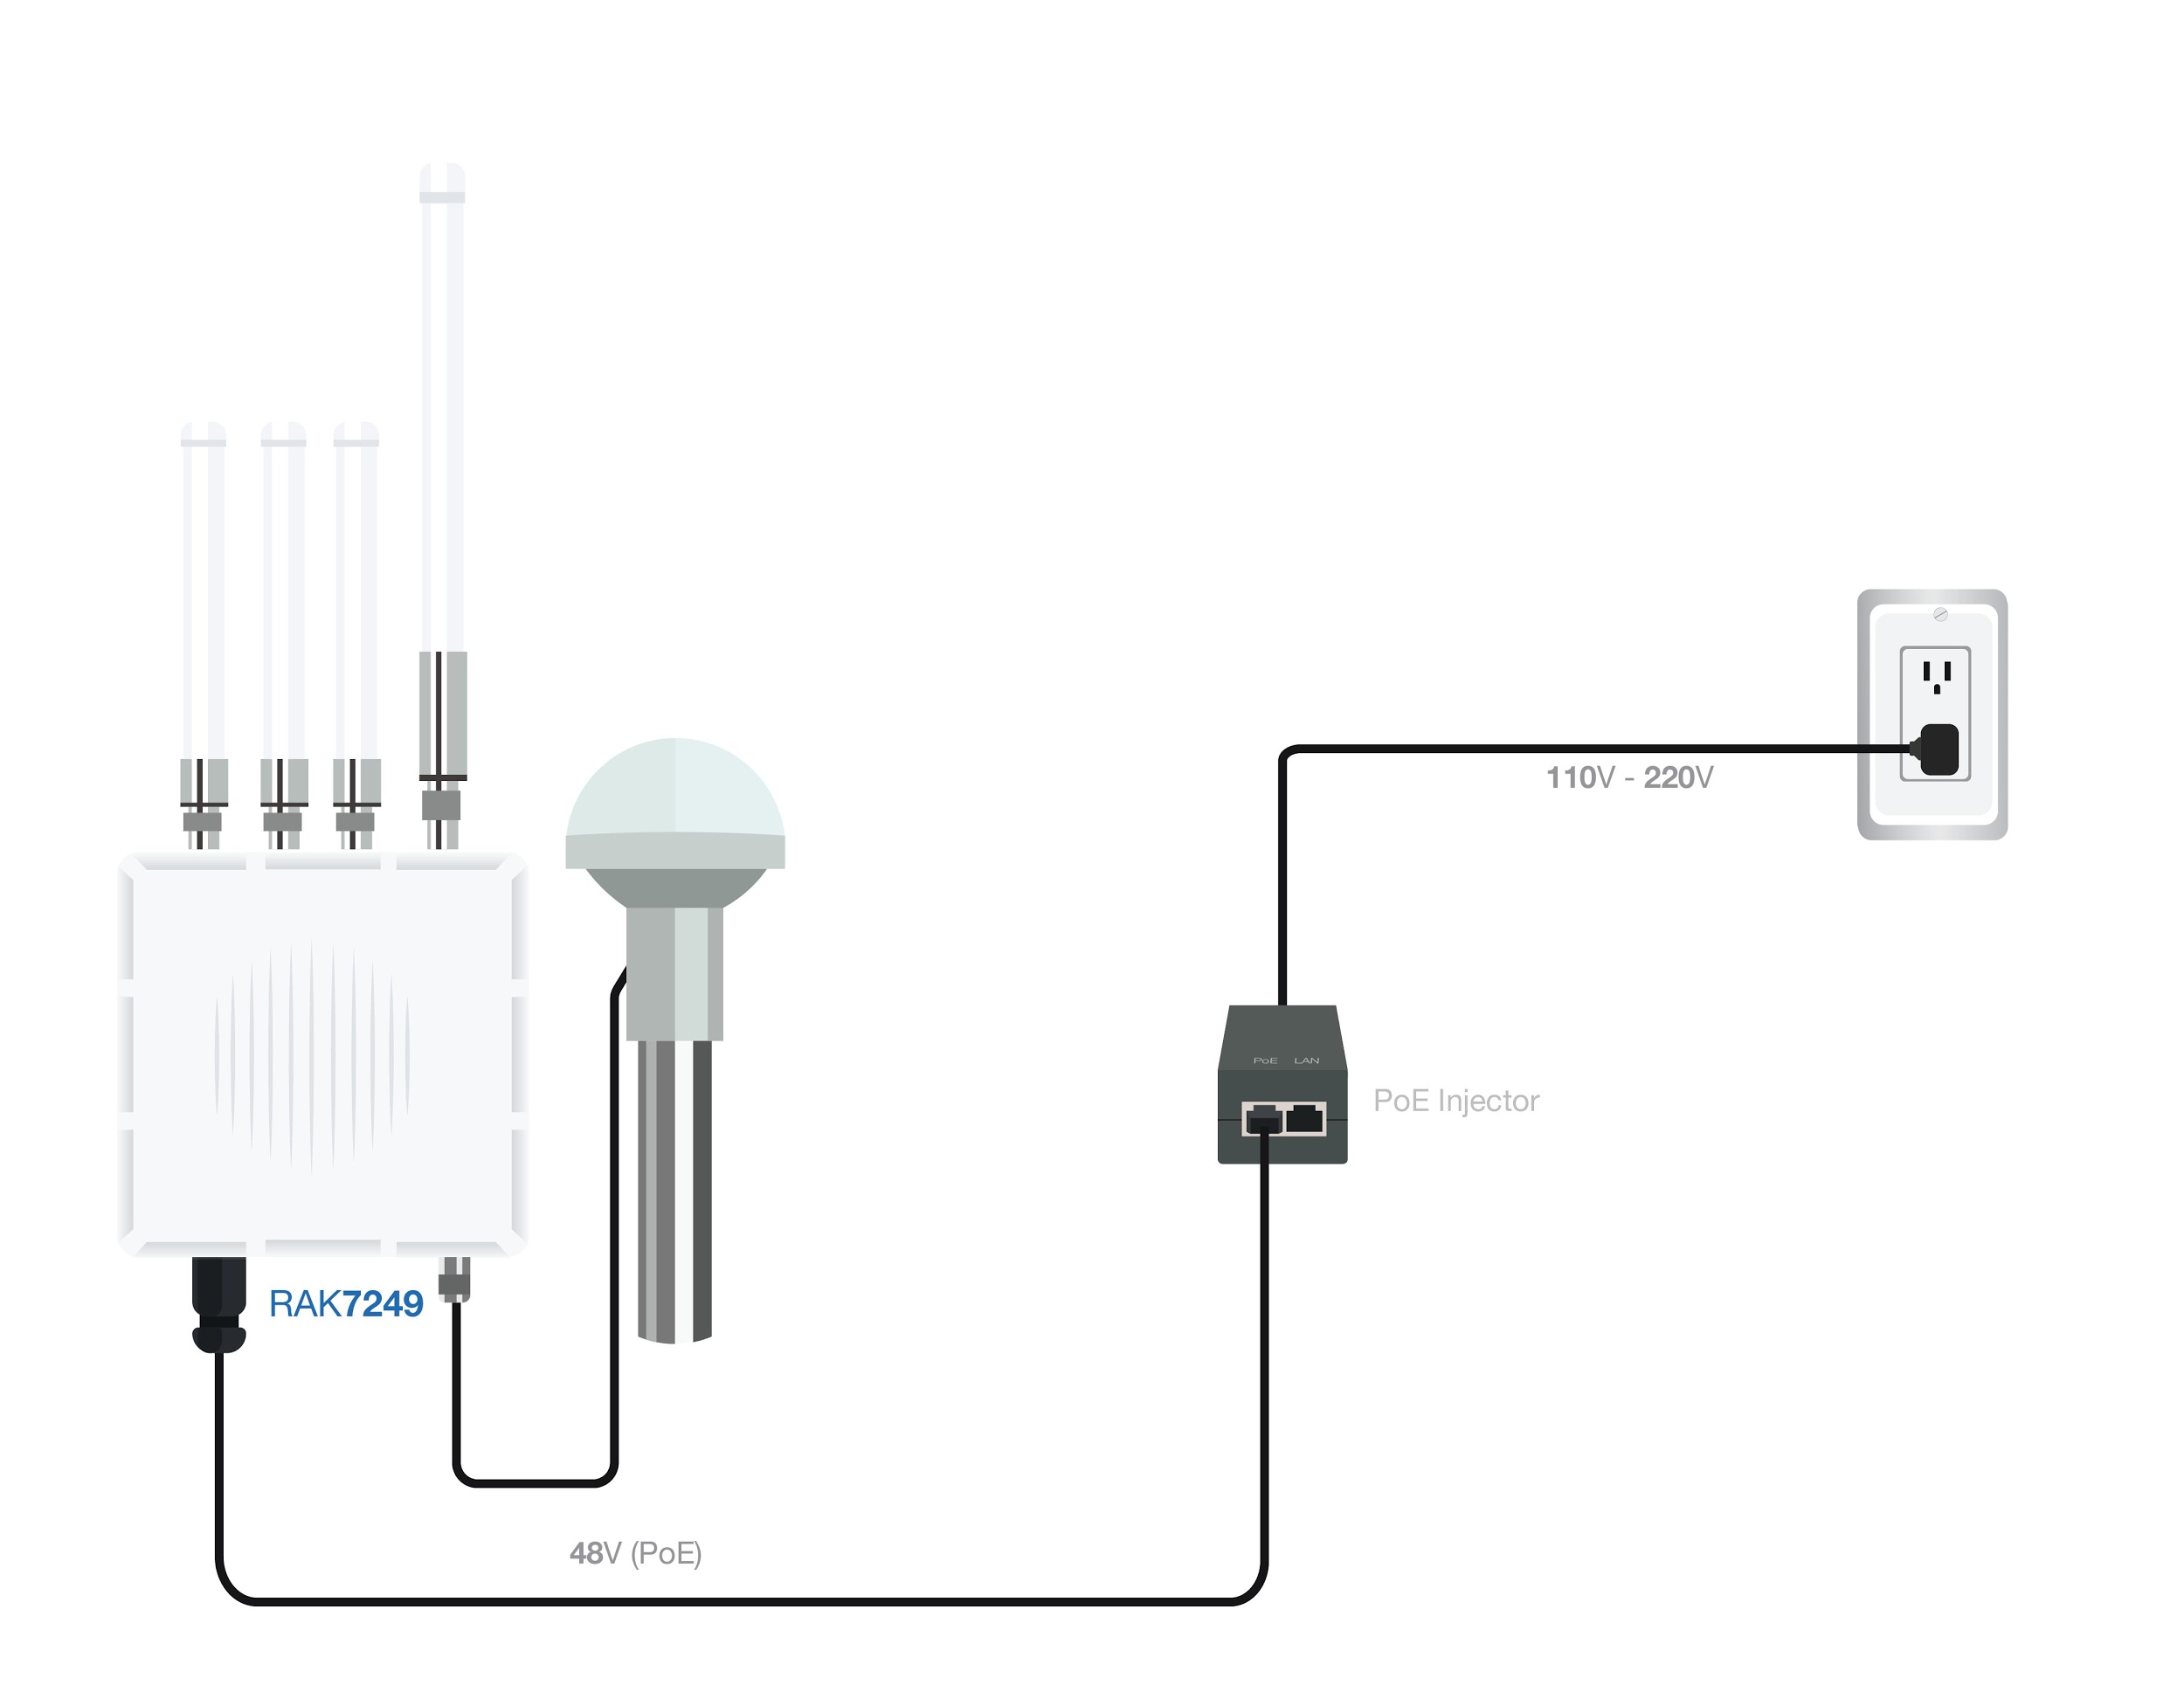 110V - 220V
PoE LAN
PoE Injector
RAK7249
48V (PoE)